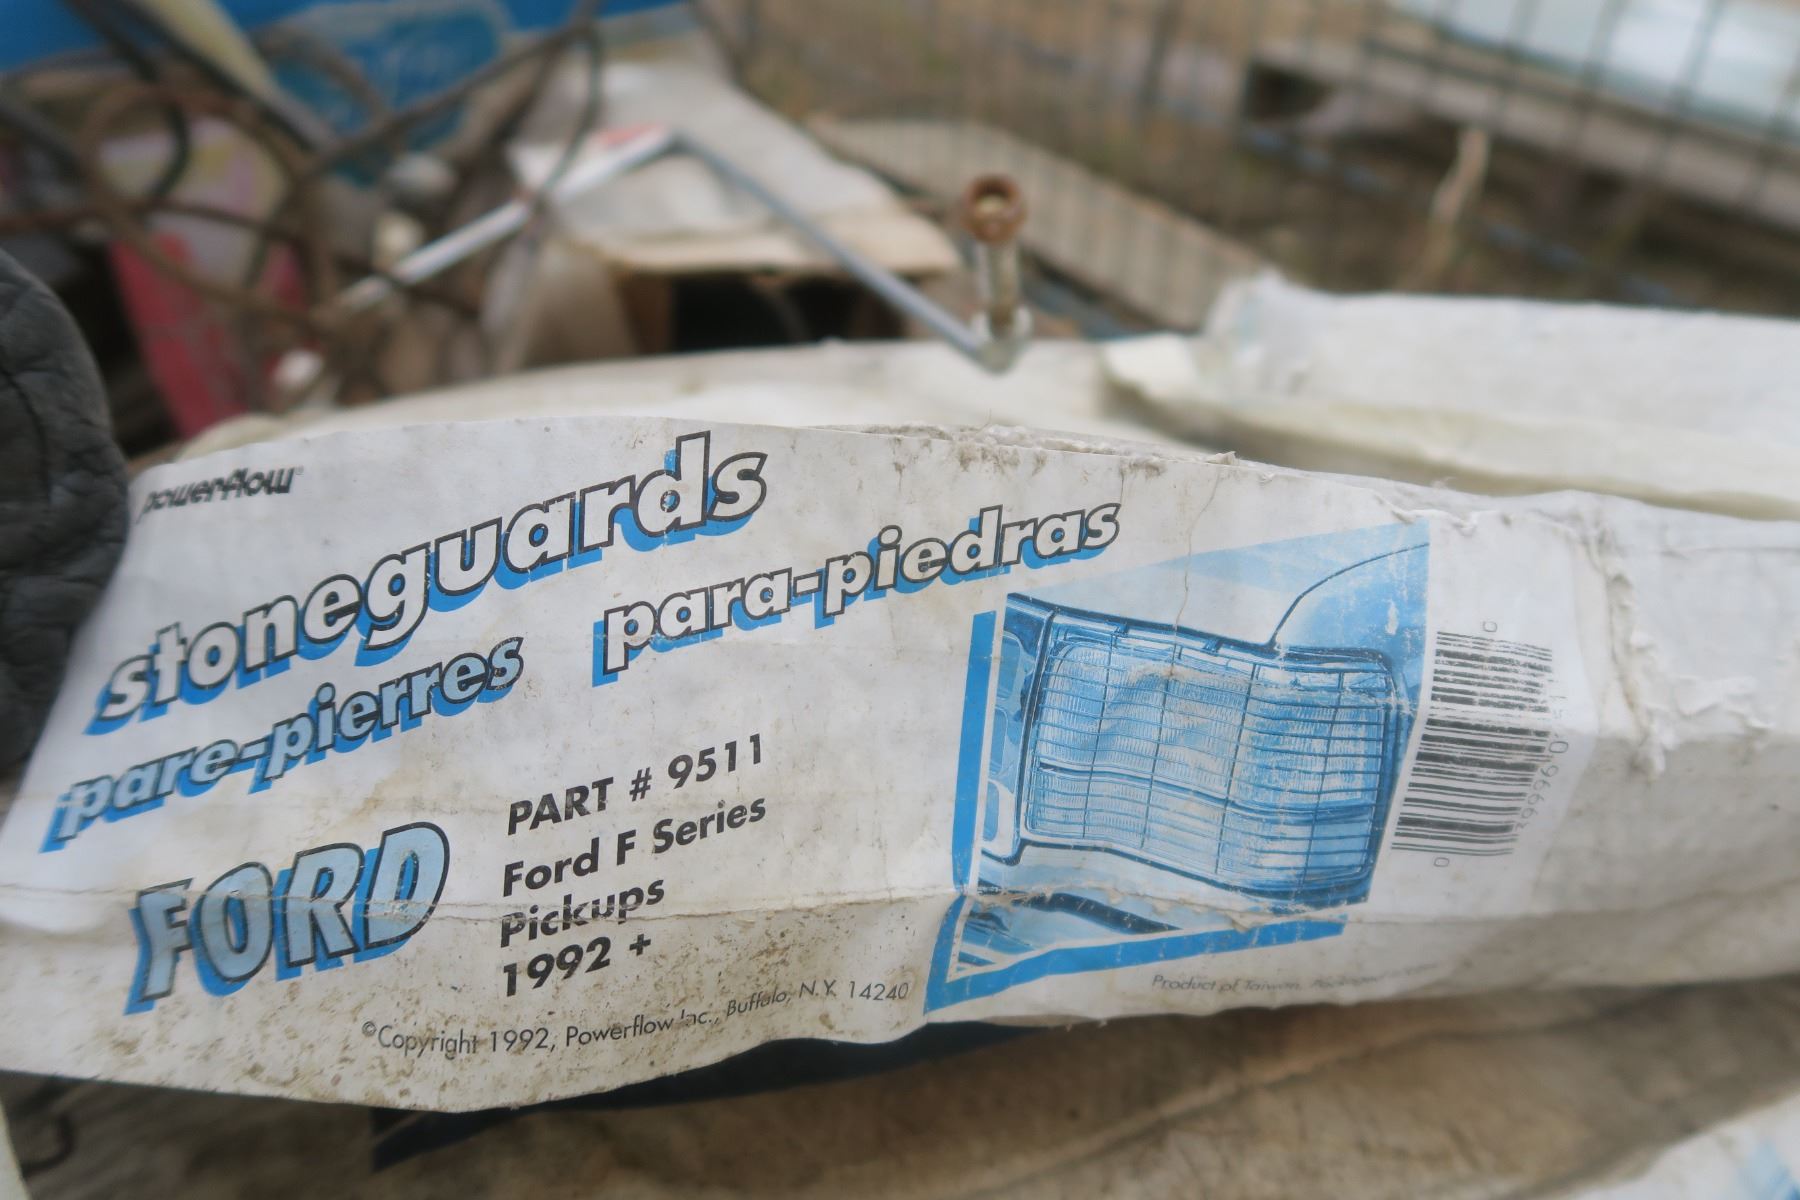 powerflow
stoneguards
pare-pierres para-piedras
FORD
PART # 9511
Ford F Series
Pickups
1992 +
©Copyright 1992, Powerflow Inc., Buffalo, N.Y. 14240
Product of Taiwan.